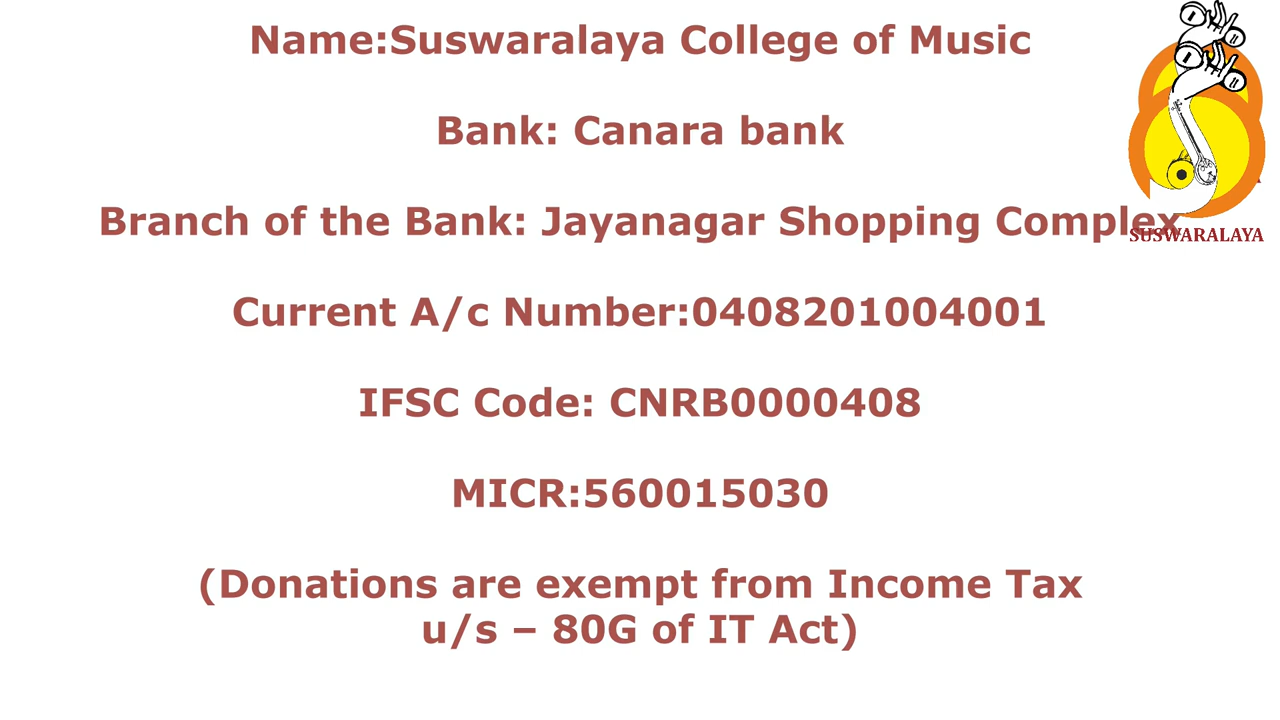 Name:Suswaralaya College of Music
Bank: Canara bank
Branch of the Bank: Jayanagar Shopping Complex
SUSWARALAYA
Current A/c Number:0408201004001
IFSC Code: CNRB0000408
MICR:560015030
(Donations are exempt from Income Tax
u/s – 80G of IT Act)